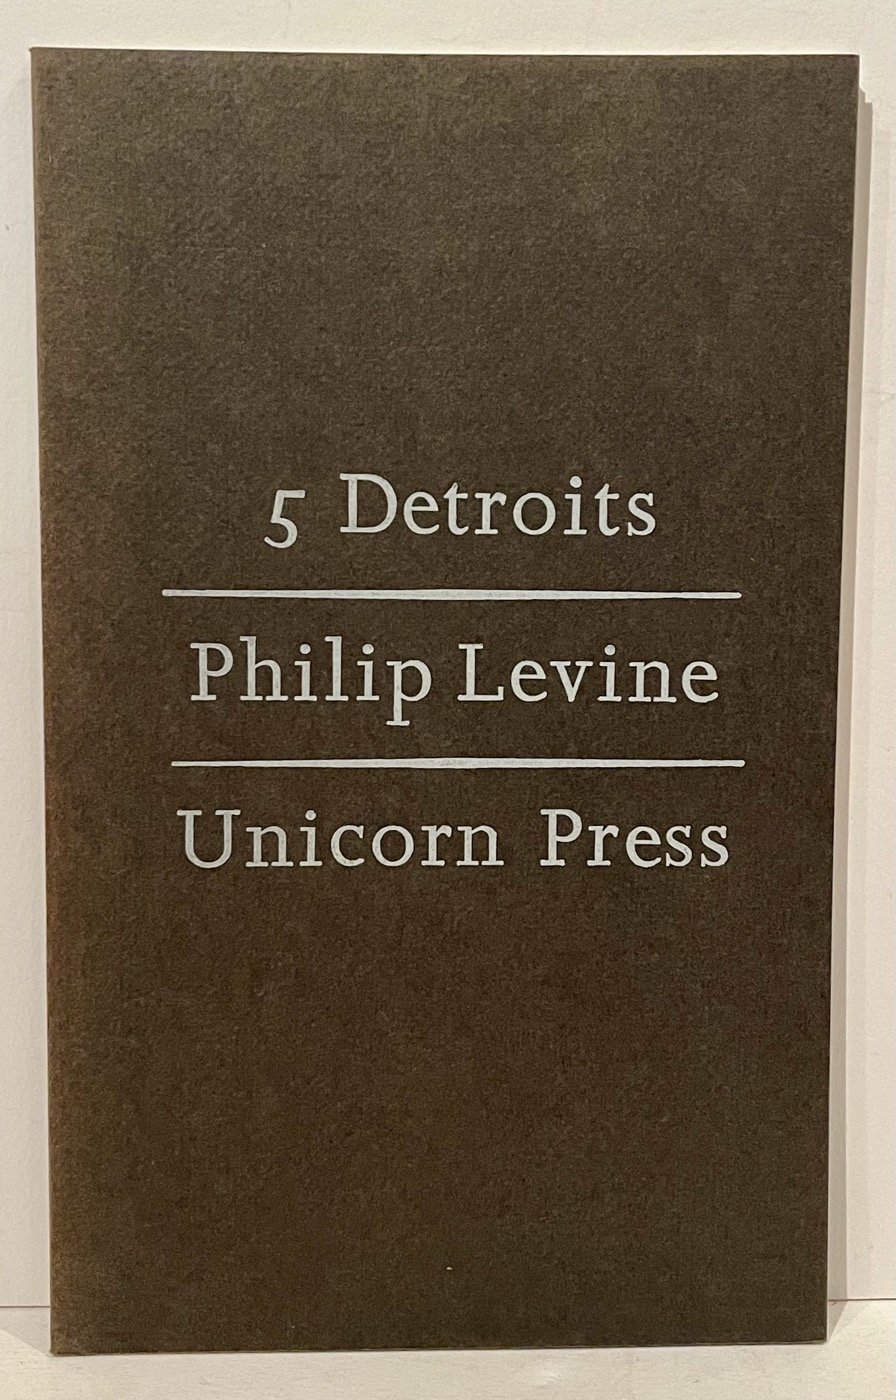 5 Detroits
Philip Levine
Unicorn Press